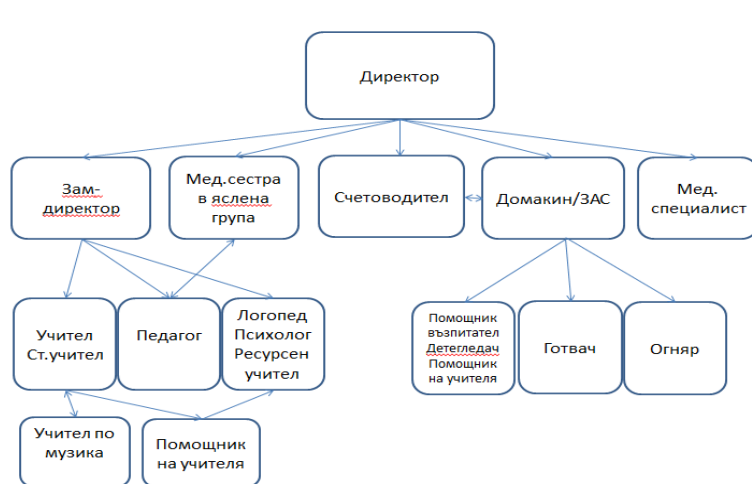 Директор
Зам-
директор
Мед.сестра
в яслена
група
Счетоводител
Домакин/ЗАС
Мед.
специалист
Учител
Ст.учител
Педагог
Логопед
Психолог
Ресурсен
учител
Помощник
възпитател
Детегледач
Помощник
на учителя
Готвач
Огняр
Учител по
музика
Помощник
на учителя